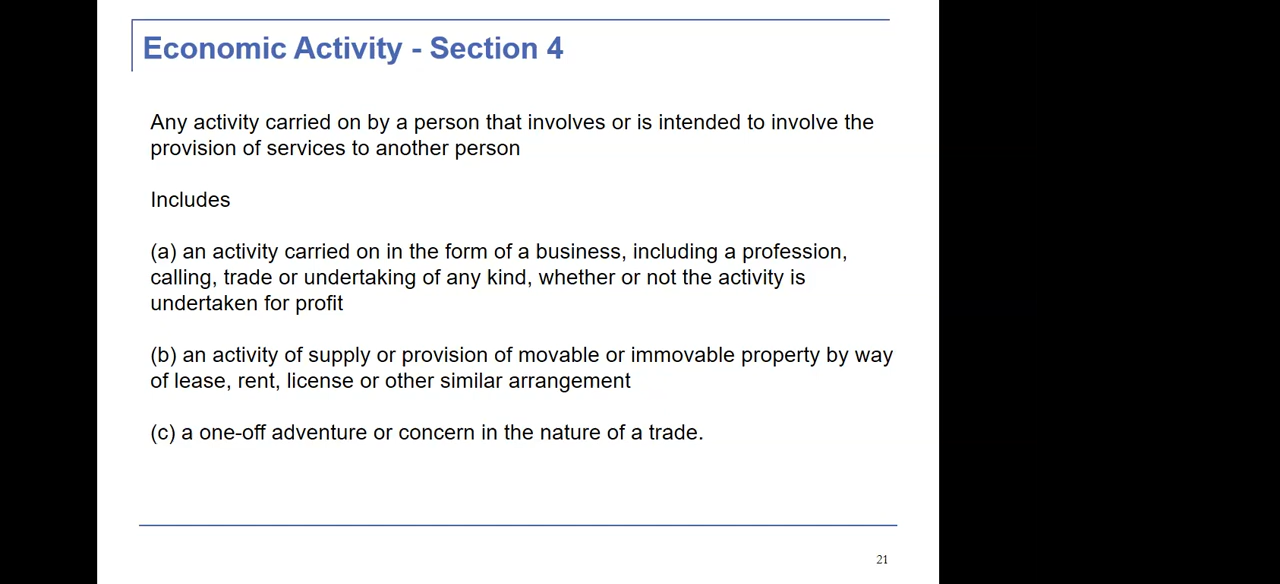 Economic Activity - Section 4
Any activity carried on by a person that involves or is intended to involve the
provision of services to another person
Includes
(a) an activity carried on in the form of a business, including a profession,
calling, trade or undertaking of any kind, whether or not the activity is
undertaken for profit
(b) an activity of supply or provision of movable or immovable property by way
of lease, rent, license or other similar arrangement
(c) a one-off adventure or concern in the nature of a trade.
21